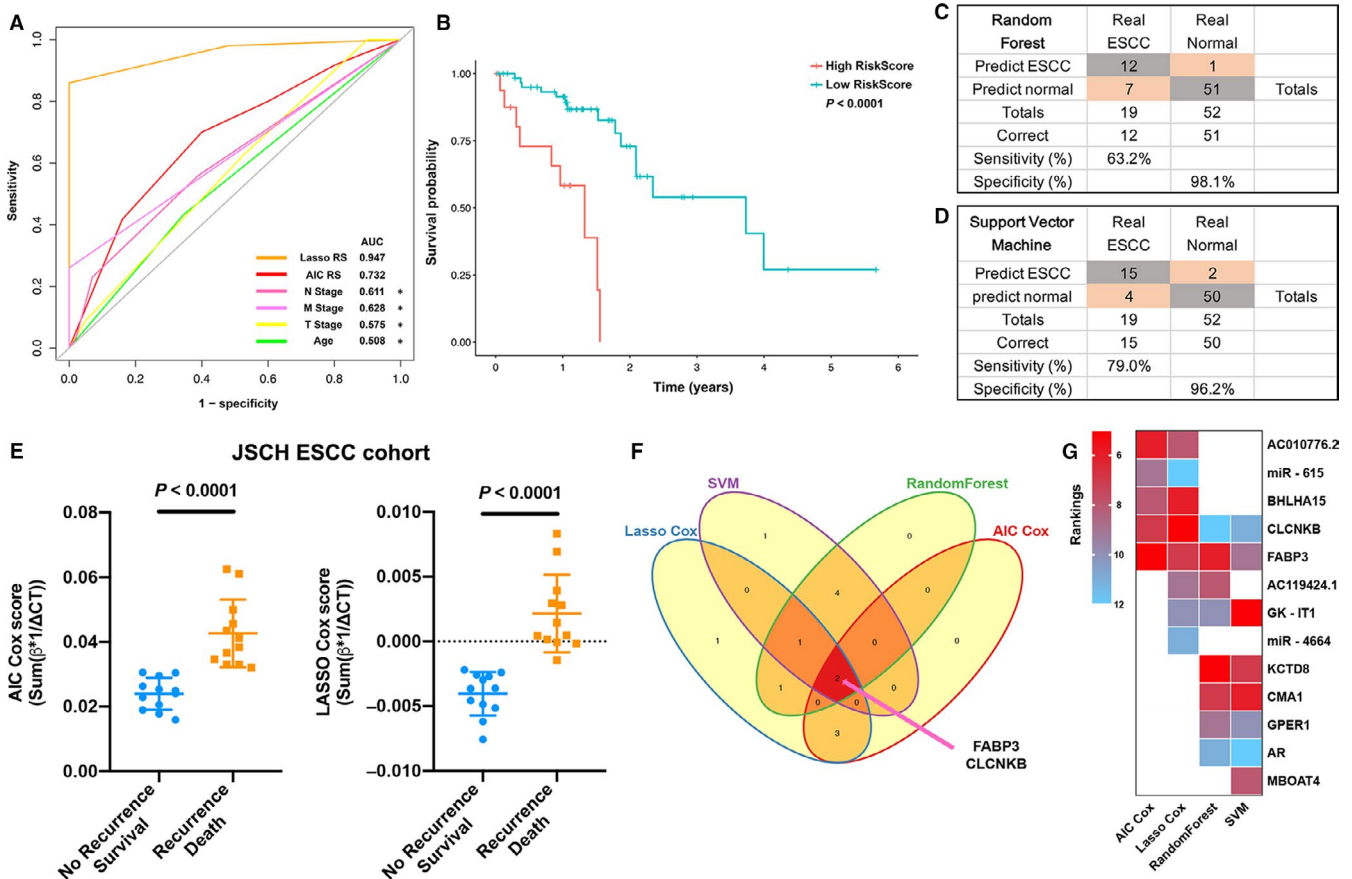 A
1.0
0.8
0.6
0.4
0.2
0.0
Sensitivity
0.0
0.2
0.4
0.6
0.8
1.0
1 − specificity
AUC
Lasso RS 0.947
AIC RS 0.732
N Stage 0.611 *
M Stage 0.628 *
T Stage 0.575 *
Age 0.508 *
B
1.00
0.75
0.50
0.25
0.00
Survival probability
0
1
2
3
4
5
6
Time (years)
High RiskScore
Low RiskScore
P < 0.0001
C
Random Real Real
Forest ESCC Normal
Predict ESCC 12 1
Predict normal 7 51 Totals
Totals 19 52
Correct 12 51
Sensitivity (%) 63.2%
Specificity (%) 98.1%
D
Support Vector Real Real
Machine ESCC Normal
Predict ESCC 15 2
predict normal 4 50 Totals
Totals 19 52
Correct 15 50
Sensitivity (%) 79.0%
Specificity (%) 96.2%
E
JSCH ESCC cohort
P < 0.0001
0.08
0.06
0.04
0.02
0.00
AIC Cox score
(Sum(β*1/ΔCT))
No Recurrence
Survival
Recurrence
Death
P < 0.0001
0.010
0.005
0.000
−0.005
−0.010
LASSO Cox score
(Sum(β*1/ΔCT))
No Recurrence
Survival
Recurrence
Death
F
SVM
RandomForest
Lasso Cox
AIC Cox
1
0
0
4
0
1
1
0
0
2
1
0
0
0
3
FABP3
CLCNKB
G
Rankings
6
8
10
12
AC010776.2
miR - 615
BHLHA15
CLCNKB
FABP3
AC119424.1
GK - IT1
miR - 4664
KCTD8
CMA1
GPER1
AR
MBOAT4
AIC Cox
Lasso Cox
RandomForest
SVM